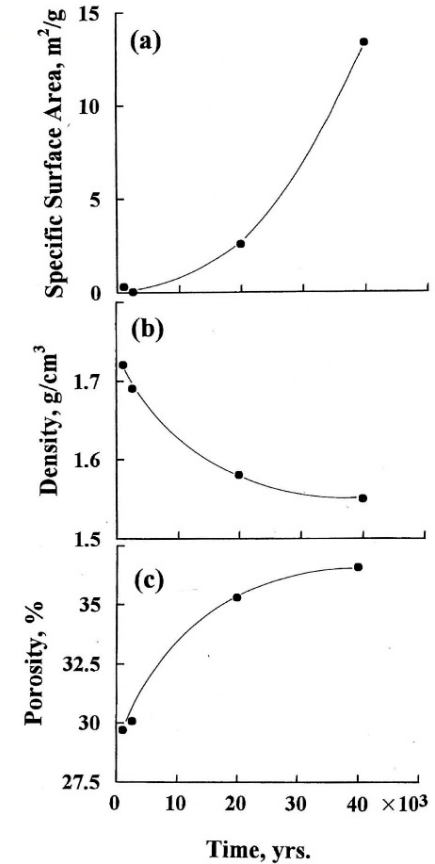 Specific Surface Area, m²/g
(a)
15
10
5
0
Density, g/cm³
(b)
1.7
1.6
1.5
Porosity, %
(c)
35
32.5
30
27.5
0 10 20 30 40 ×10³
Time, yrs.